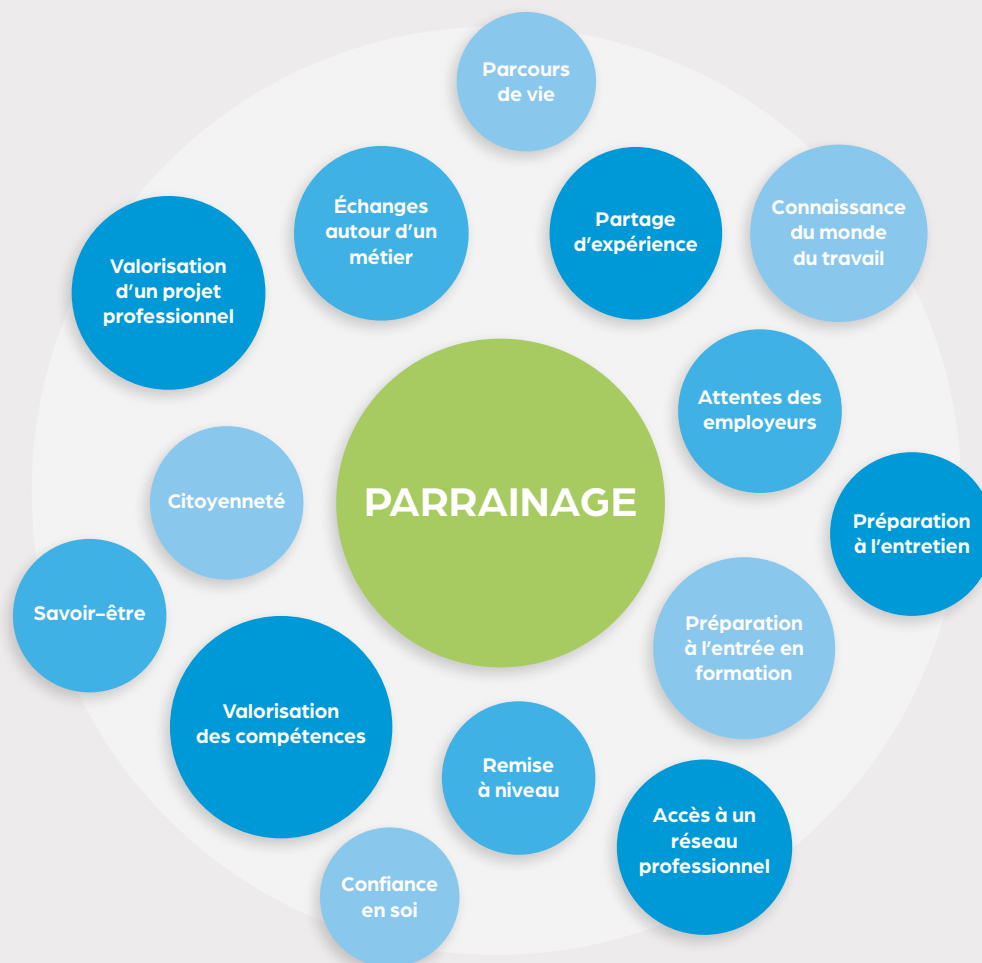 Parcours
de vie
Échanges
autour d'un
métier
Partage
d'expérience
Connaissance
du monde
du travail
Valorisation
d'un projet
professionnel
Attentes des
employeurs
PARRAINAGE
Citoyenneté
Préparation
à l'entretien
Savoir-être
Préparation
à l'entrée en
formation
Valorisation
des compétences
Remise
à niveau
Accès à un
réseau
professionnel
Confiance
en soi